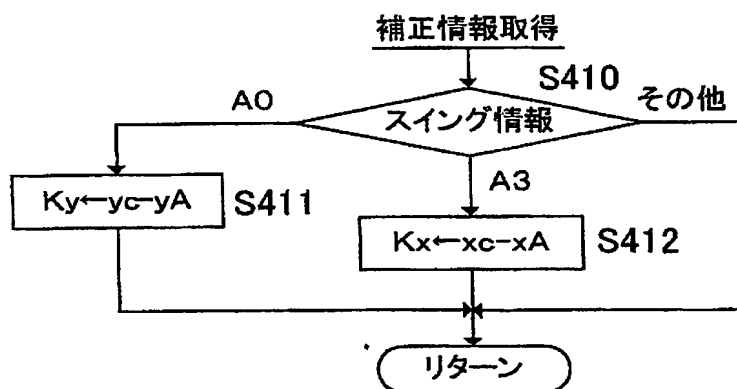 補正情報取得
S410
A0
その他
スイング情報
A3
Ky←yc-yA
S411
Kx←xc-xA
S412
リターン